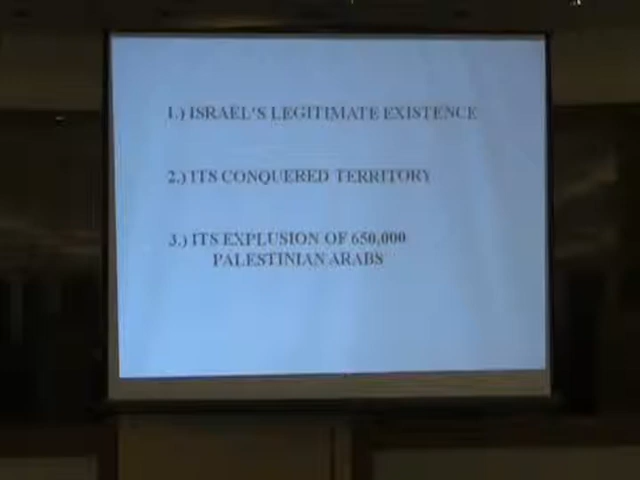 1.) ISRAEL'S LEGITIMATE EXISTENCE
2.) ITS CONQUERED TERRITORY
3.) ITS EXPLUSION OF 650,000
PALESTINIAN ARABS